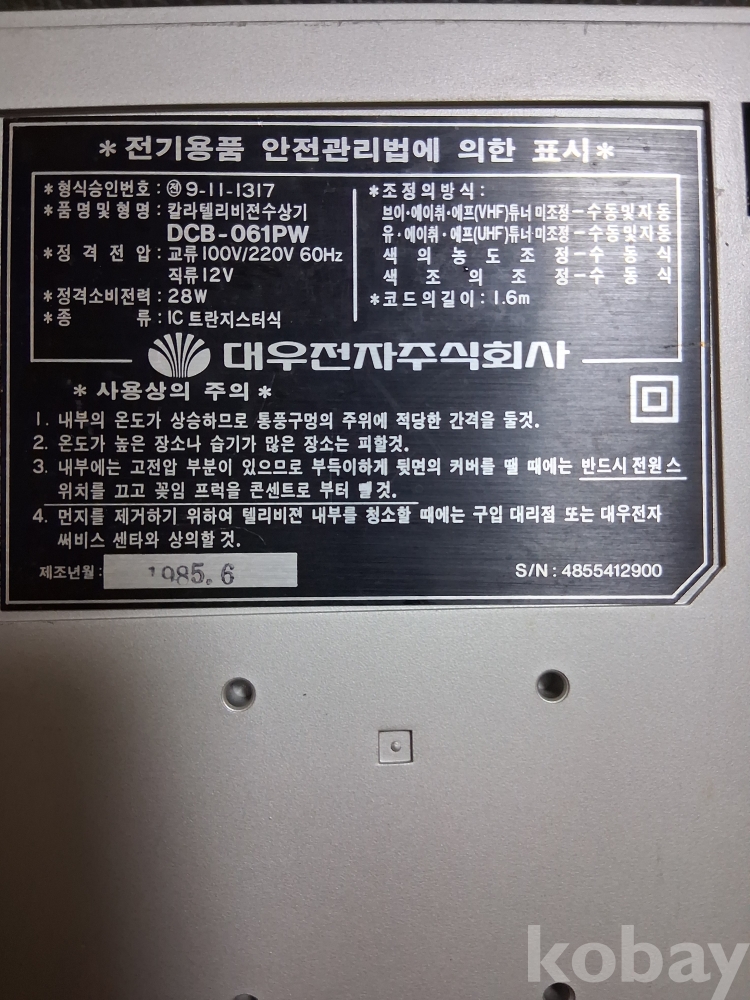 *전기용품 안전관리법에 의한 표시*
*형식승인번호 : ㉠9-11-1317
*품명및형명 : 칼라텔리비젼수상기
DCB-061PW
*정격전압 : 교류 100V/220V 60Hz
직류 12V
*정격소비전력 : 28W
*종류 : IC 트란지스터식
*조정의방식 :
브이·에이취·에프(VHF)튜너 미조정-수동및자동
유·에이취·에프(UHF)튜너미조정-수동및자동
색의 농도 조정-수동식
색조의 조정-수동식
*코드의길이 : 1.6m
대우전자주식회사
* 사용상의 주의 *
1. 내부의 온도가 상승하므로 통풍구멍의 주위에 적당한 간격을 둘것.
2. 온도가 높은 장소나 습기가 많은 장소는 피할것.
3. 내부에는 고전압 부분이 있으므로 부득이하게 뒷면의 커버를 뗄 때에는 반드시 전원스
위치를 끄고 꽂임 프럭을 콘센트로 부터 뺄것.
4. 먼지를 제거하기 위하여 텔리비젼 내부를 청소할 때에는 구입 대리점 또는 대우전자
써비스 센타와 상의할 것.
제조년월 : 1985. 6
S/N : 4855412900
kobay